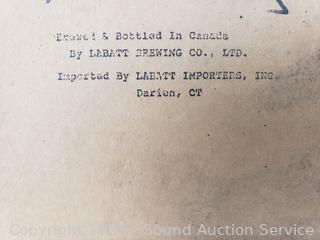 Brewed & Bottled In Canada
By LABATT BREWING CO., LTD.
Imported By LABATT IMPORTERS, INC
Darien, CT
Sound Auction Service